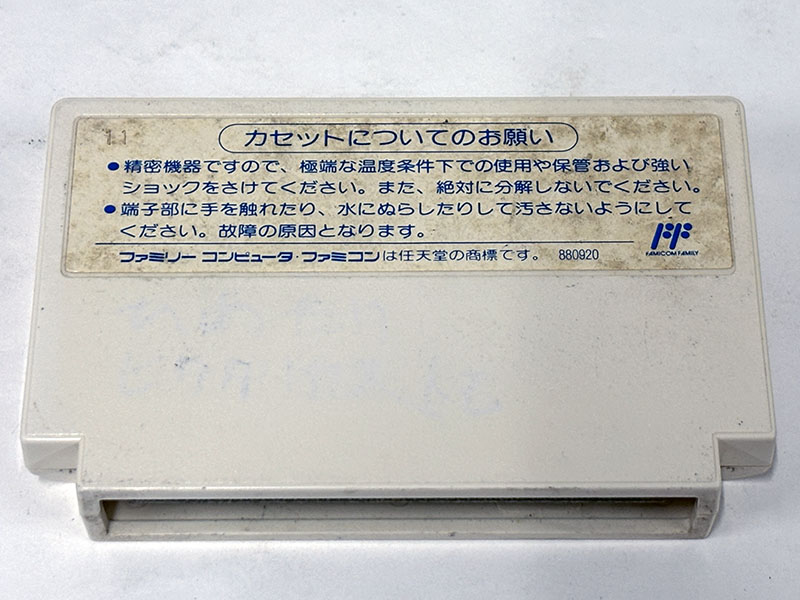 11
カセットについてのお願い
●精密機器ですので、極端な温度条件下での使用や保管および強い
ショックをさけてください。また、絶対に分解しないでください。
●端子部に手を触れたり、水にぬらしたりして汚さないようにして
ください。故障の原因となります。
ファミリー コンピュータ・ファミコンは任天堂の商標です。 880920
FAMICOM FAMILY